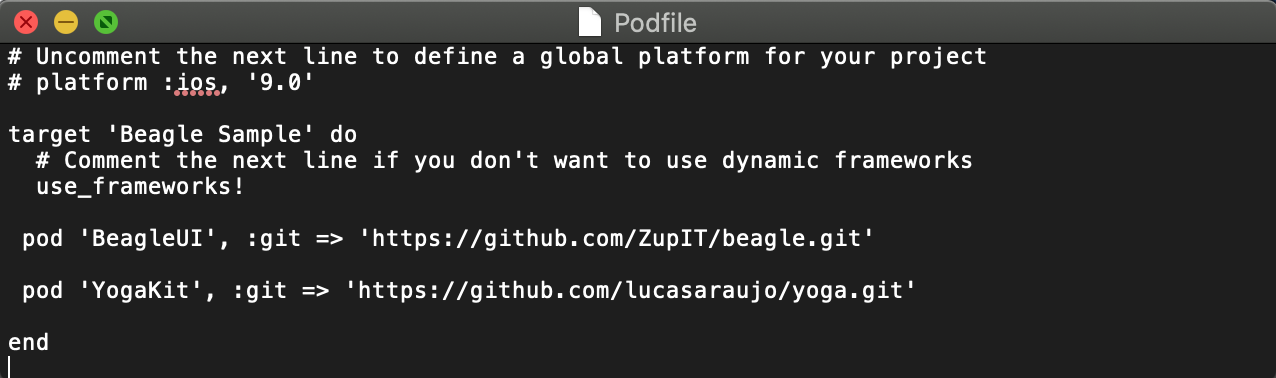 Podfile
# Uncomment the next line to define a global platform for your project
# platform :ios, '9.0'
target 'Beagle Sample' do
# Comment the next line if you don't want to use dynamic frameworks
use_frameworks!
pod 'BeagleUI', :git => 'https://github.com/ZupIT/beagle.git'
pod 'YogaKit', :git => 'https://github.com/lucasaraujo/yoga.git'
end